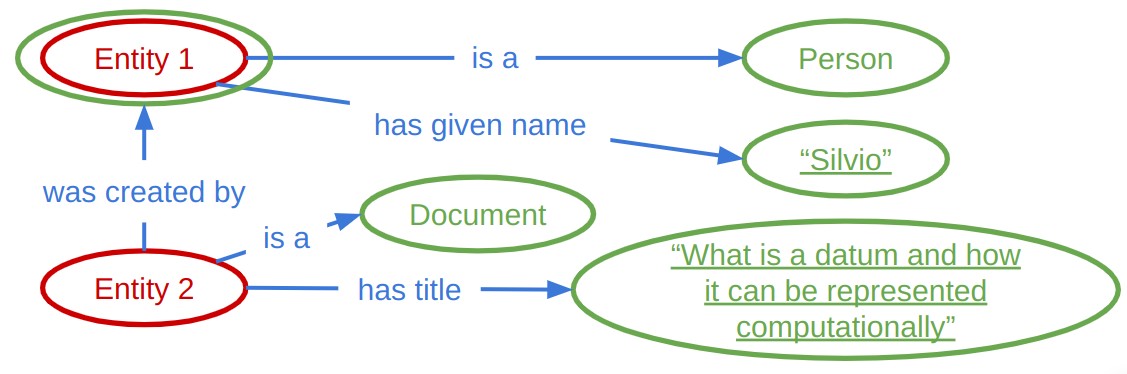 Entity 1
is a
Person
has given name
“Silvio”
was created by
is a
Document
Entity 2
has title
“What is a datum and how
it can be represented
computationally”